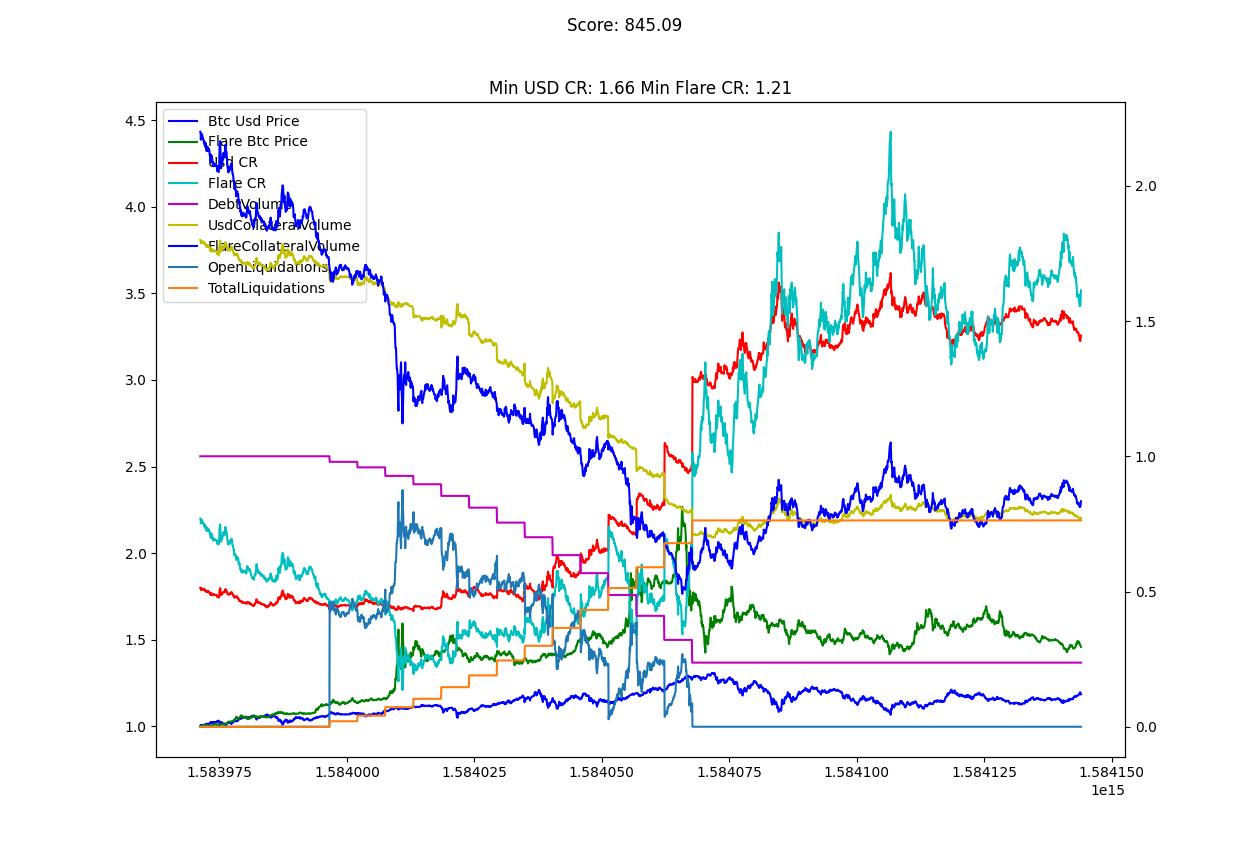 Score: 845.09
Min USD CR: 1.66 Min Flare CR: 1.21
4.5
4.0
3.5
3.0
2.5
2.0
1.5
1.0
Btc Usd Price
Flare Btc Price
Usd CR
Flare CR
DebtVolume
UsdCollateralVolume
FlareCollateralVolume
OpenLiquidations
TotalLiquidations
2.0
1.5
1.0
0.5
0.0
1.583975 1.584000 1.584025 1.584050 1.584075 1.584100 1.584125 1.584150
1e15